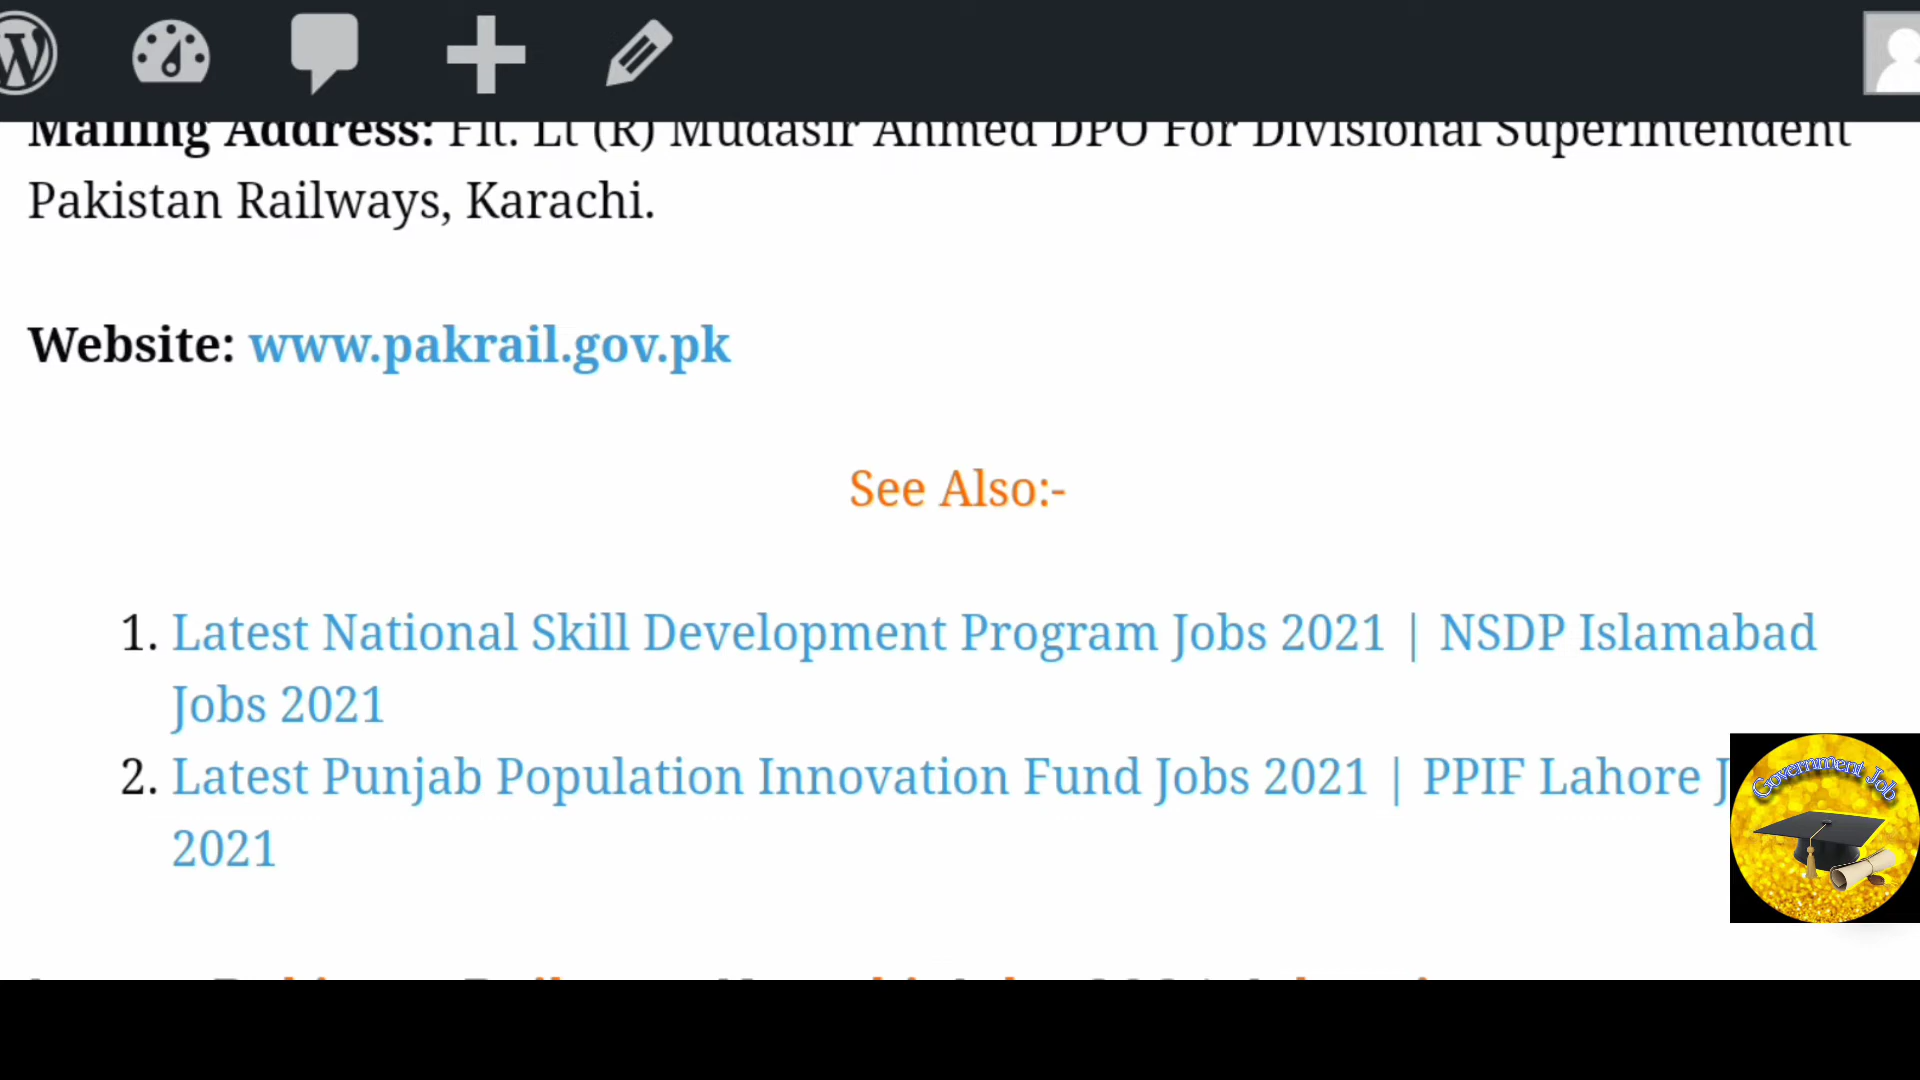 Mailing Address: Flt. Lt (R) Mudasir Ahmed DPO For Divisional Superintendent
Pakistan Railways, Karachi.
Website: www.pakrail.gov.pk
See Also:-
1. Latest National Skill Development Program Jobs 2021 | NSDP Islamabad
Jobs 2021
2. Latest Punjab Population Innovation Fund Jobs 2021 | PPIF Lahore J
2021
Government Job